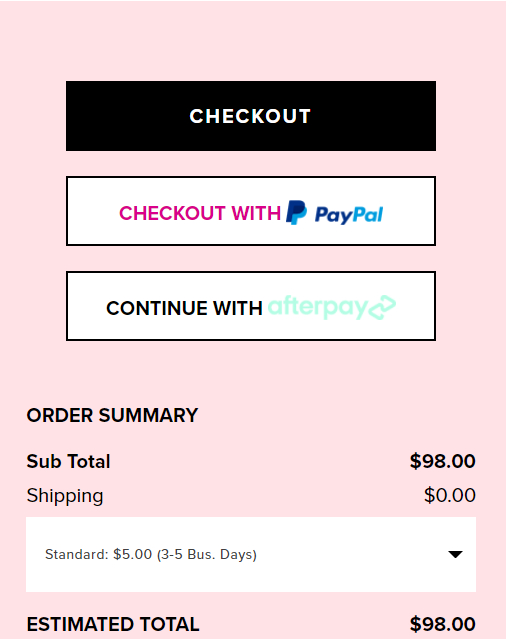 CHECKOUT
CHECKOUT WITH PayPal
CONTINUE WITH afterpay
ORDER SUMMARY
Sub Total $98.00
Shipping $0.00
Standard: $5.00 (3-5 Bus. Days)
ESTIMATED TOTAL $98.00